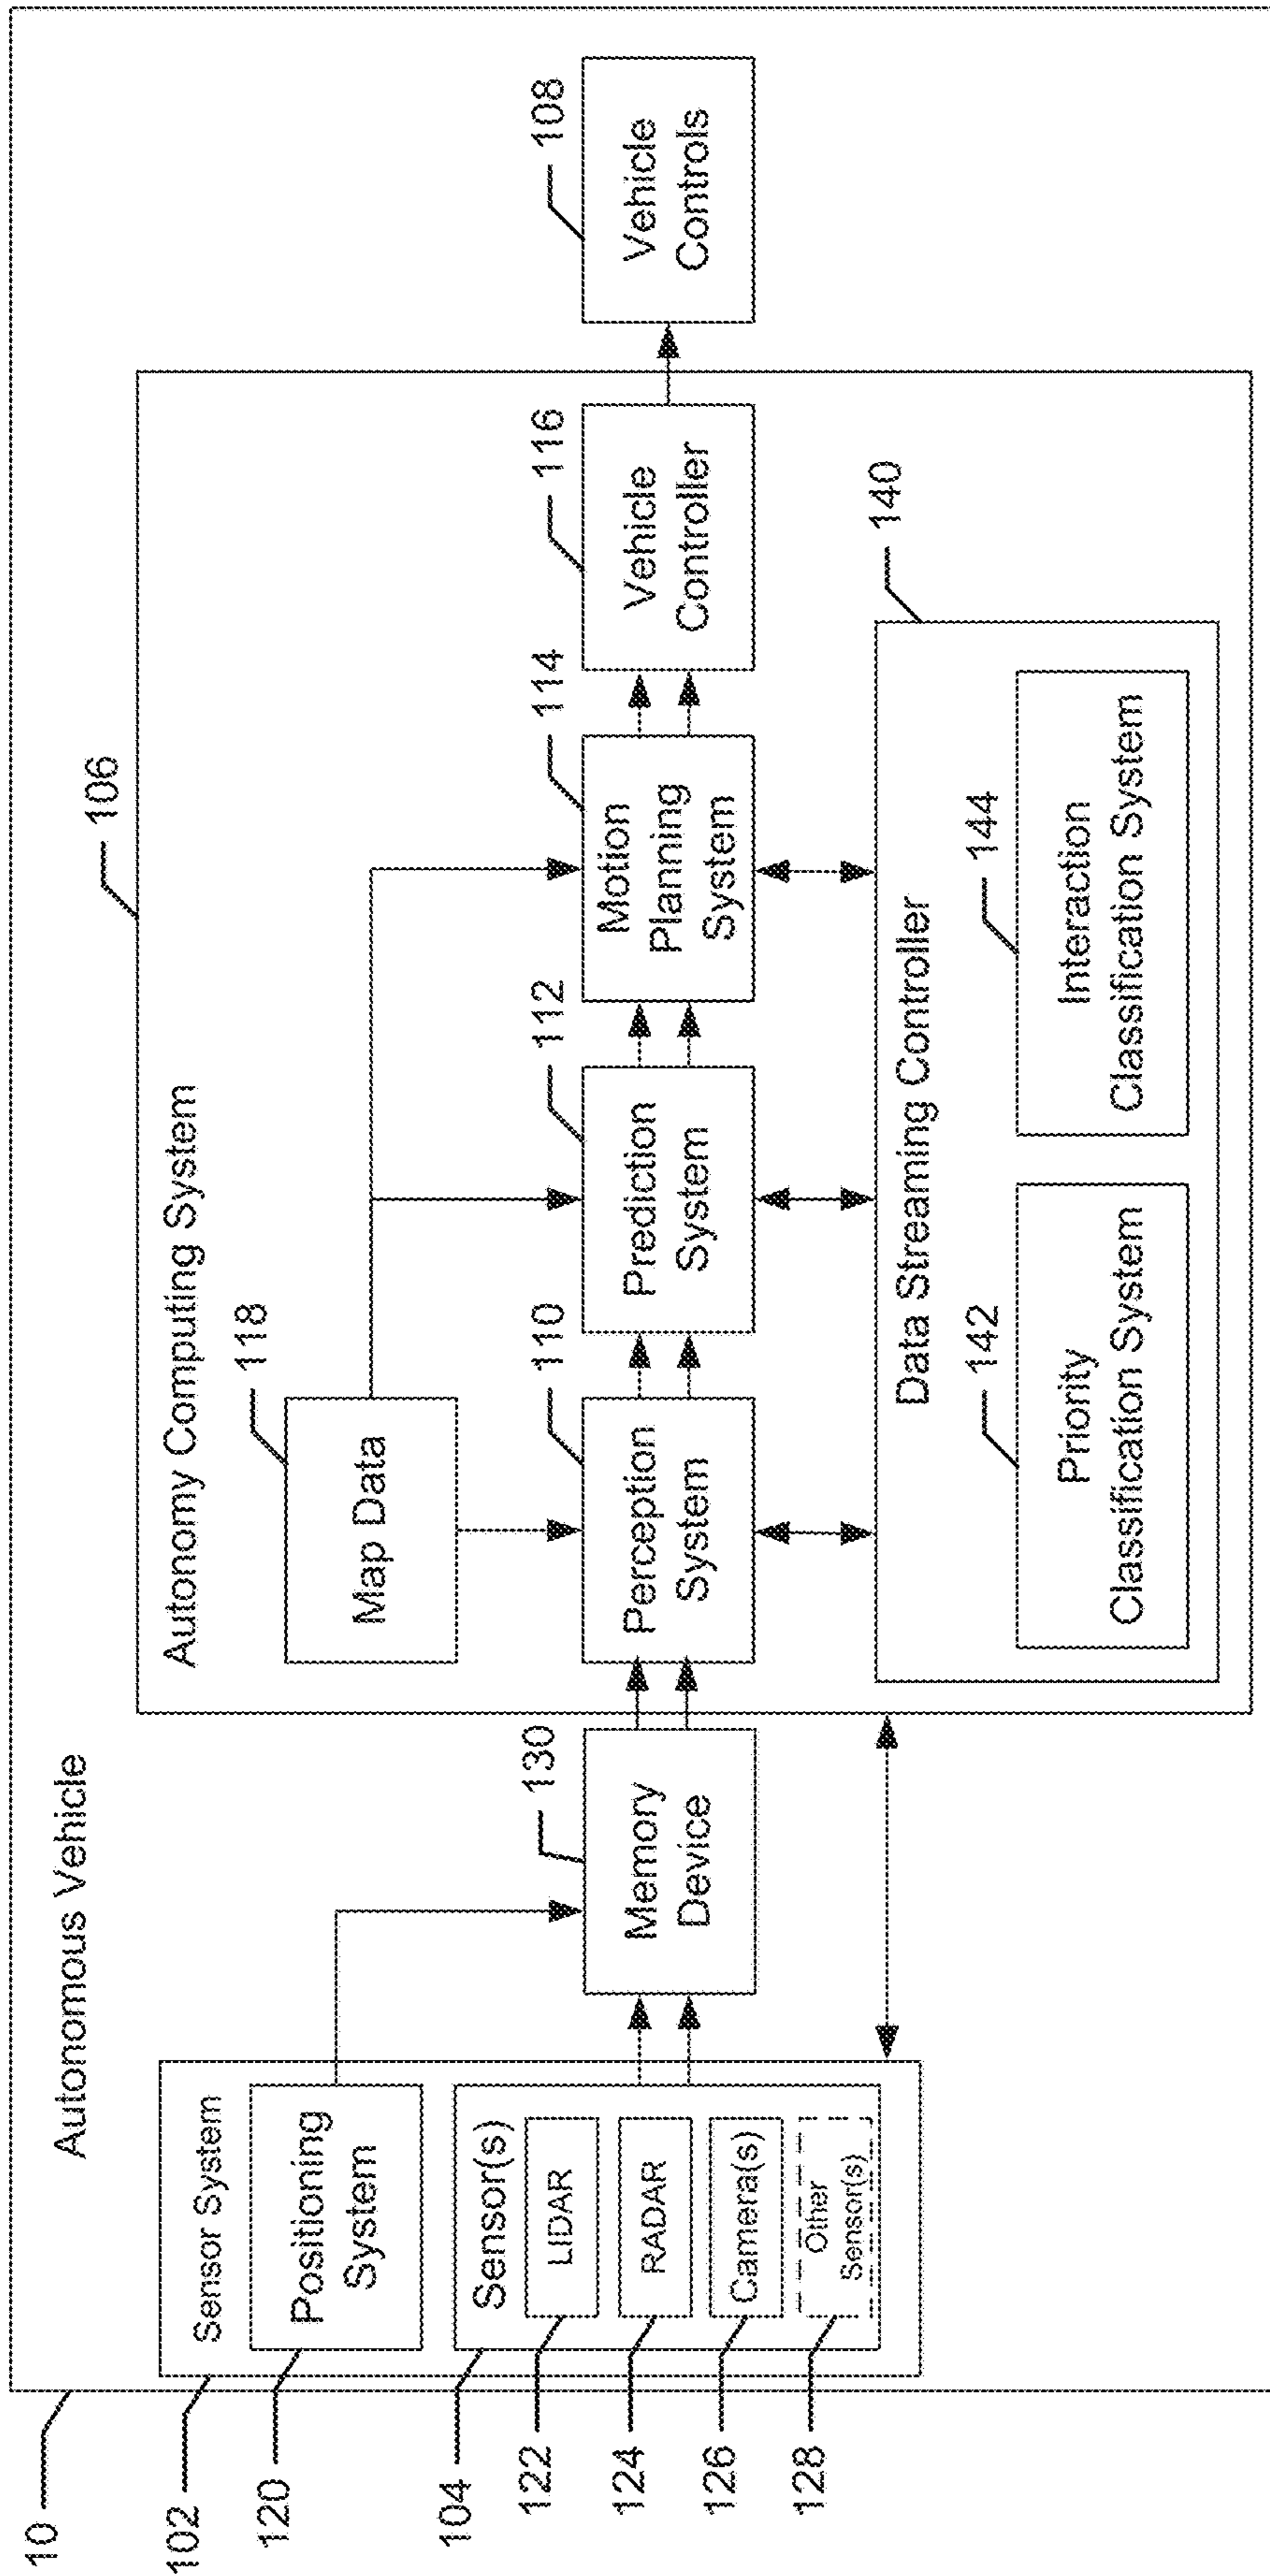 10
Autonomous Vehicle
102
Sensor System
120
Positioning
System
104
Sensor(s)
122
LIDAR
124
RADAR
126
Camera(s)
128
Other
Sensor(s)
130
Memory
Device
106
Autonomy Computing System
118
Map Data
110
Perception
System
112
Prediction
System
114
Motion
Planning
System
116
Vehicle
Controller
108
Vehicle
Controls
140
Data Streaming Controller
142
Priority
Classification System
144
Interaction
Classification System